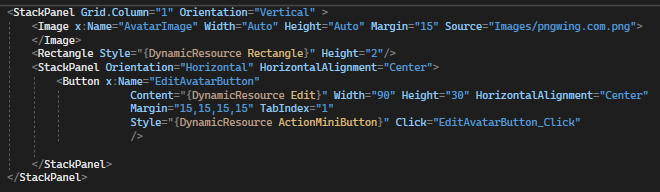 <StackPanel Grid.Column="1" Orientation="Vertical" >
<Image x:Name="AvatarImage" Width="Auto" Height="Auto" Margin="15" Source="Images/pngwing.com.png">
</Image>
<Rectangle Style="{DynamicResource Rectangle}" Height="2"/>
<StackPanel Orientation="Horizontal" HorizontalAlignment="Center">
<Button x:Name="EditAvatarButton"
Content="{DynamicResource Edit}" Width="90" Height="30" HorizontalAlignment="Center"
Margin="15,15,15,15" TabIndex="1"
Style="{DynamicResource ActionMiniButton}" Click="EditAvatarButton_Click"
/>
</StackPanel>
</StackPanel>